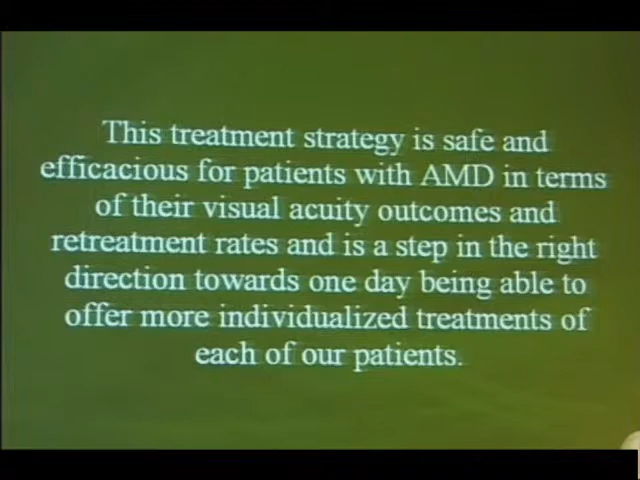 This treatment strategy is safe and
efficacious for patients with AMD in terms
of their visual acuity outcomes and
retreatment rates and is a step in the right
direction towards one day being able to
offer more individualized treatments of
each of our patients.